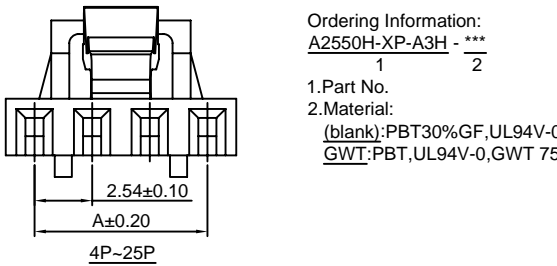 Ordering Information:
A2550H-XP-A3H - ***
1 2
1.Part No.
2.Material:
(blank):PBT30%GF,UL94V-0
GWT:PBT,UL94V-0,GWT 75
2.54±0.10
A±0.20
4P~25P